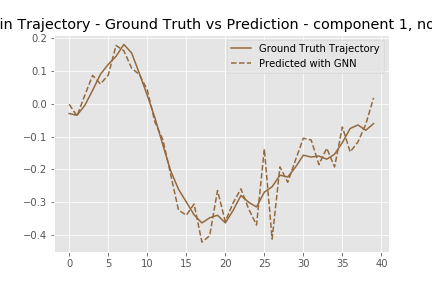 in Trajectory - Ground Truth vs Prediction - component 1, no
Ground Truth Trajectory
Predicted with GNN
0.2
0.1
0.0
−0.1
−0.2
−0.3
−0.4
0 5 10 15 20 25 30 35 40